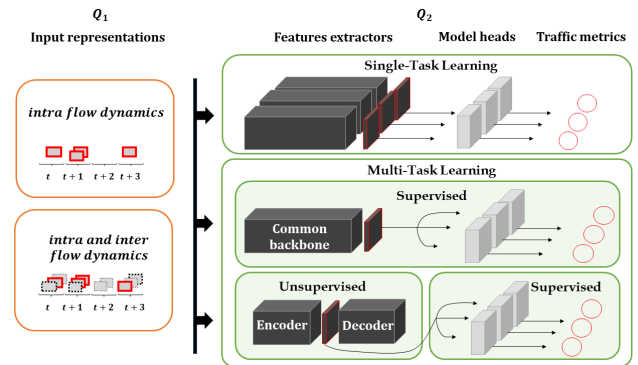 Q1
Q2
Input representations
Features extractors
Model heads
Traffic metrics
intra flow dynamics
t t+1 t+2 t+3
intra and inter
flow dynamics
t t+1 t+2 t+3
Single-Task Learning
Multi-Task Learning
Supervised
Common
backbone
Unsupervised
Encoder
Decoder
Supervised